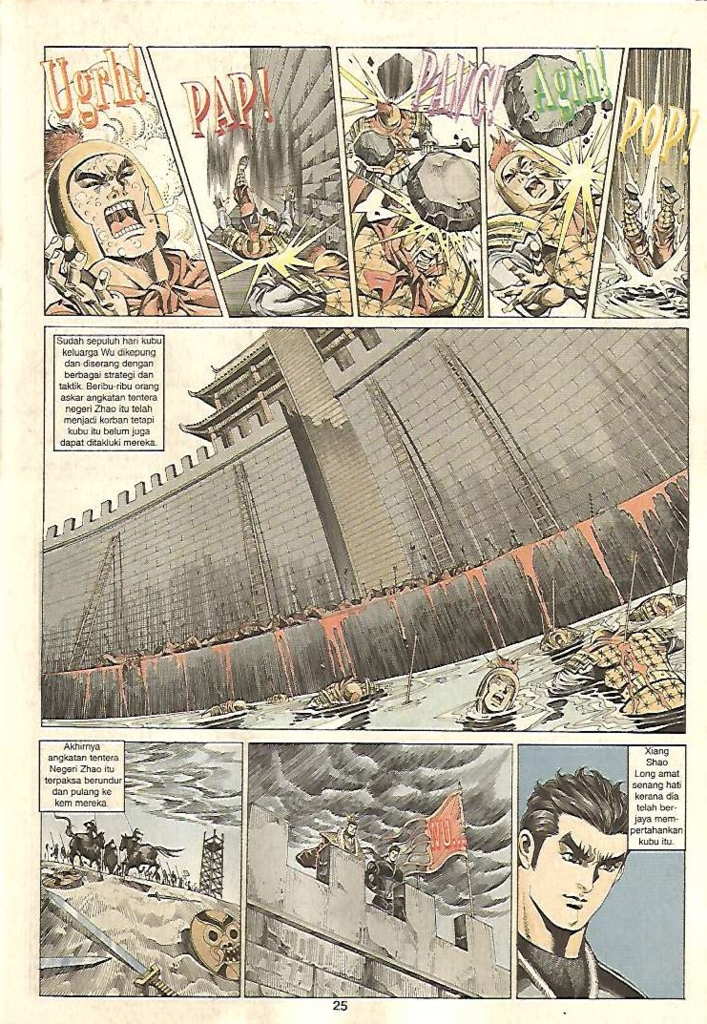 Ugrh!
PAP!
PANG!
Agrh!
POP!
Sudah sepuluh hari kubu
keluarga Wu dikepung
dan diserang dengan
berbagai strategi dan
taktik. Beribu-ribu orang
askar angkatan tentera
negeri Zhao itu telah
menjadi korban tetapi
kubu itu belum juga
dapat ditakluki mereka.
Akhirnya
angkatan tentera
Negeri Zhao itu
terpaksa berundur
dan pulang ke
kem mereka.
WU...
Xiang
Shao
Long amat
senang hati
kerana dia
telah ber-
jaya mem-
pertahankan
kubu itu.
25